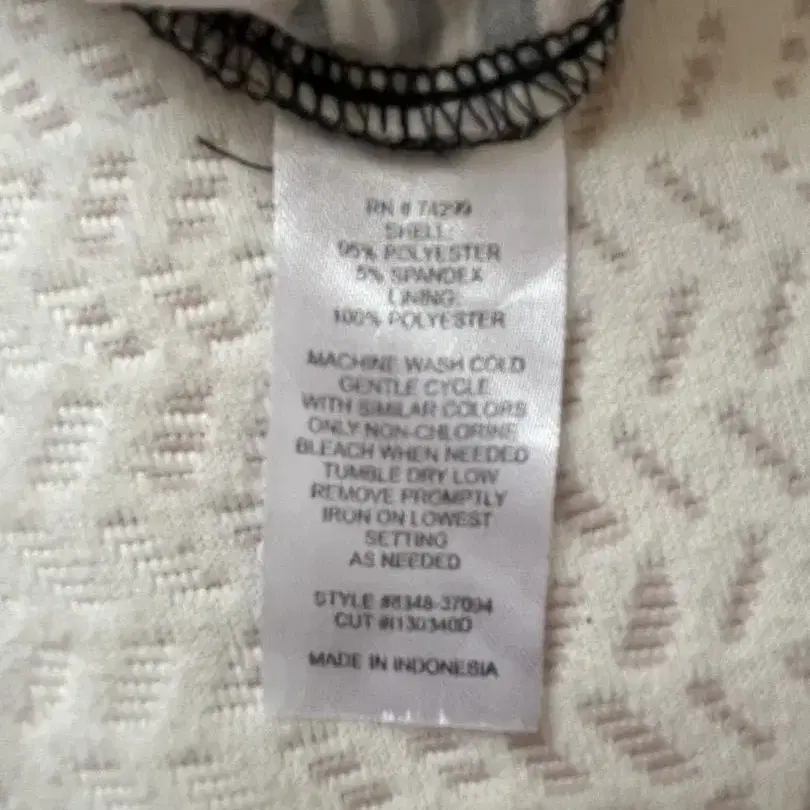 RN # 74299
SHELL:
95% POLYESTER
5% SPANDEX
LINING:
100% POLYESTER
MACHINE WASH COLD
GENTLE CYCLE
WITH SIMILAR COLORS
ONLY NON-CHLORINE
BLEACH WHEN NEEDED
TUMBLE DRY LOW
REMOVE PROMPTLY
IRON ON LOWEST
SETTING
AS NEEDED
STYLE #8348-37094
CUT #I130340D
MADE IN INDONESIA